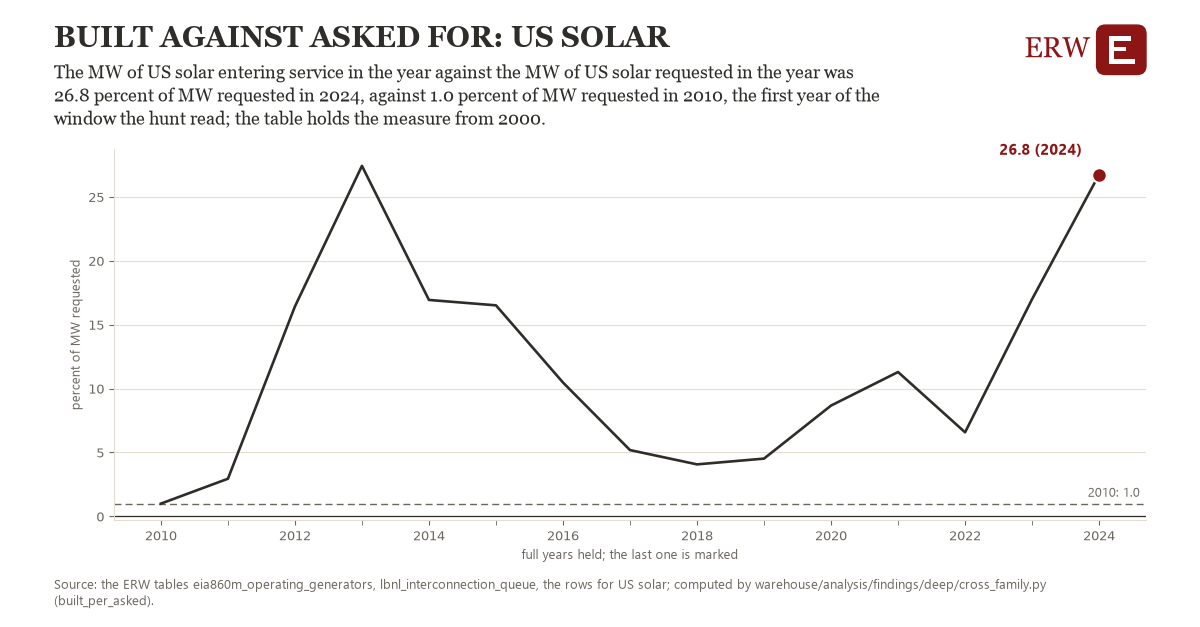 BUILT AGAINST ASKED FOR: US SOLAR
ERW E
The MW of US solar entering service in the year against the MW of US solar requested in the year was
26.8 percent of MW requested in 2024, against 1.0 percent of MW requested in 2010, the first year of the
window the hunt read; the table holds the measure from 2000.
26.8 (2024)
percent of MW requested
25
20
15
10
5
0
2010: 1.0
2010 2012 2014 2016 2018 2020 2022 2024
full years held; the last one is marked
Source: the ERW tables eia860m_operating_generators, lbnl_interconnection_queue, the rows for US solar; computed by warehouse/analysis/findings/deep/cross_family.py
(built_per_asked).